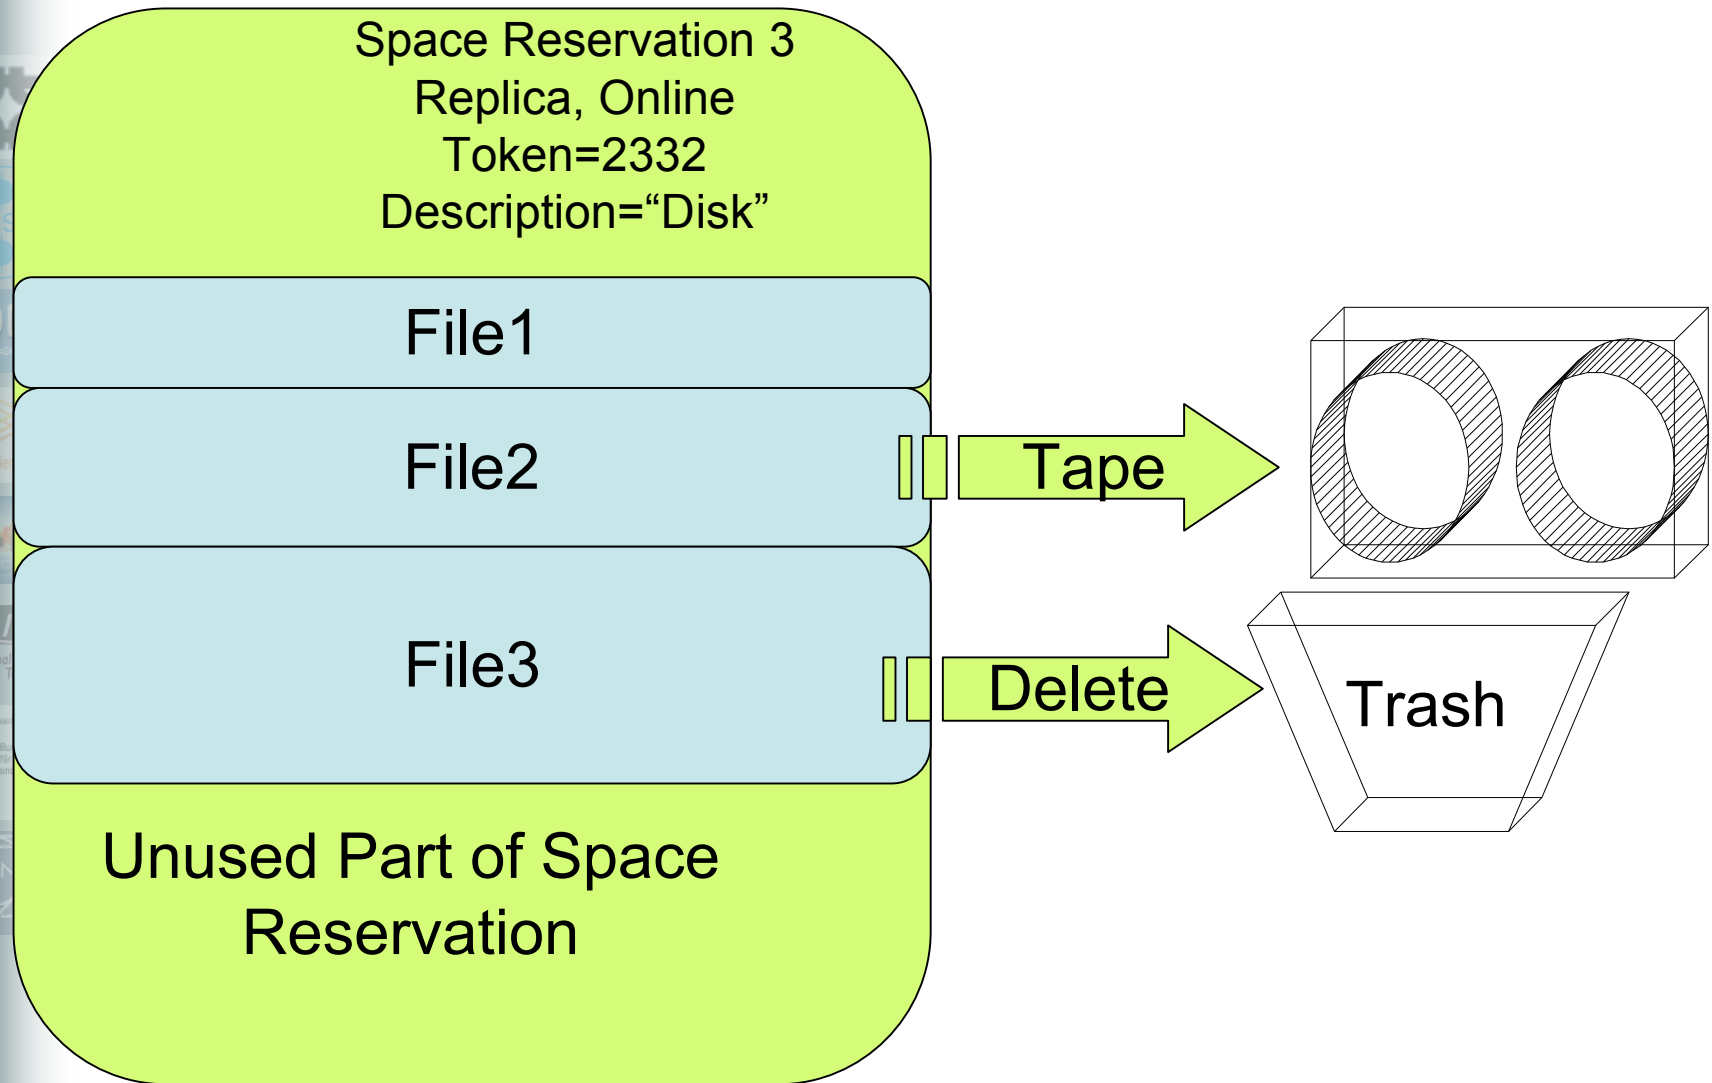 Space Reservation 3
Replica, Online
Token=2332
Description=“Disk”
File1
File2
Tape
File3
Delete
Trash
Unused Part of Space
Reservation